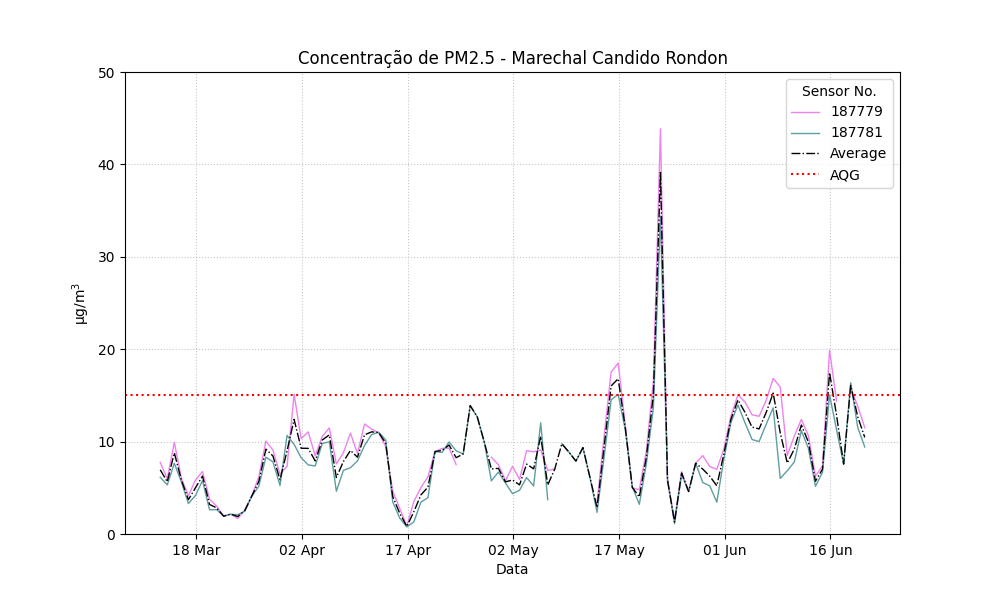 Concentração de PM2.5 - Marechal Candido Rondon
50
40
30
20
10
0
µg/m³
18 Mar
02 Apr
17 Apr
02 May
17 May
01 Jun
16 Jun
Data
Sensor No.
187779
187781
Average
AQG